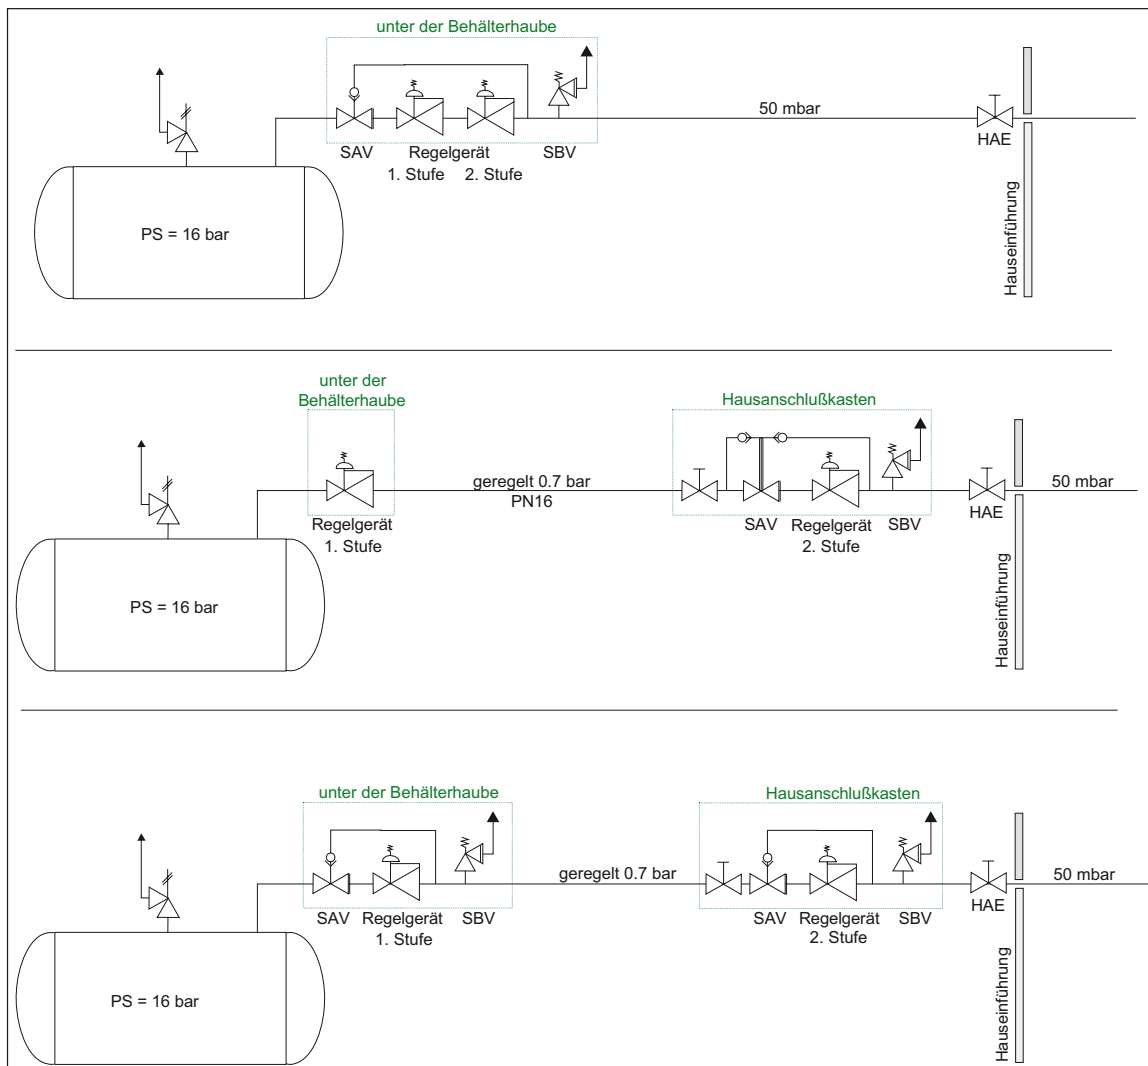 unter der Behälterhaube
50 mbar
SAV
Regelgerät
SBV
HAE
1. Stufe
2. Stufe
PS = 16 bar
Hauseinführung
unter der
Behälterhaube
Hausanschlußkasten
geregelt 0.7 bar
PN16
50 mbar
Regelgerät
1. Stufe
SAV
Regelgerät
2. Stufe
SBV
HAE
PS = 16 bar
Hauseinführung
unter der Behälterhaube
Hausanschlußkasten
geregelt 0.7 bar
50 mbar
SAV
Regelgerät
1. Stufe
SBV
SAV
Regelgerät
2. Stufe
SBV
HAE
PS = 16 bar
Hauseinführung